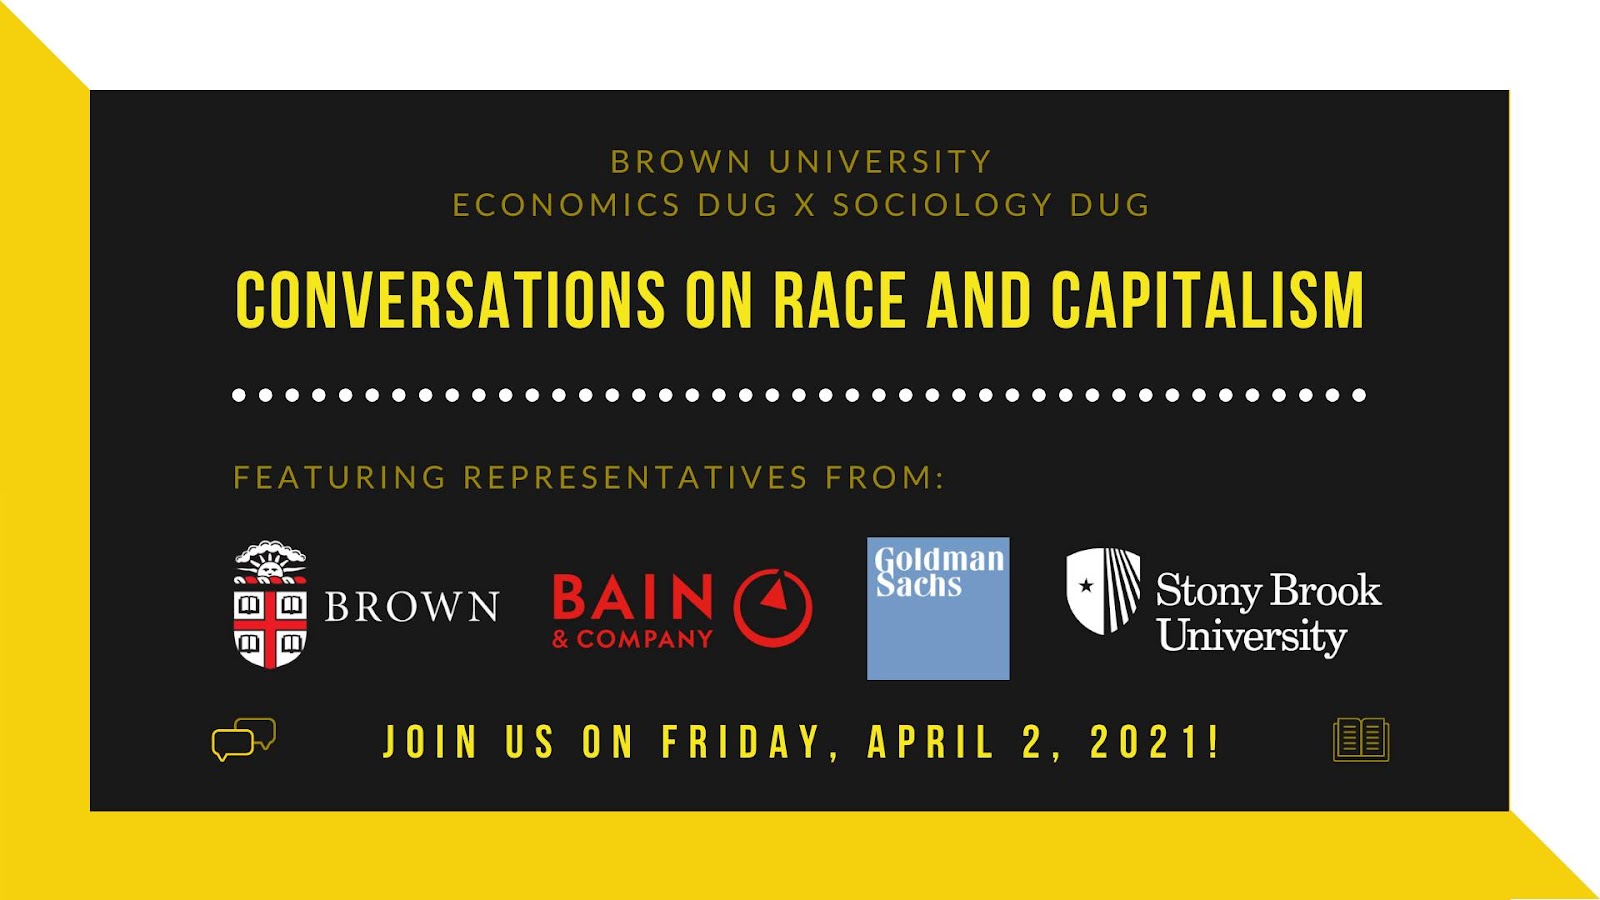 BROWN UNIVERSITY
ECONOMICS DUG X SOCIOLOGY DUG
CONVERSATIONS ON RACE AND CAPITALISM
FEATURING REPRESENTATIVES FROM:
BROWN
BAIN
& COMPANY
Goldman
Sachs
Stony Brook
University
JOIN US ON FRIDAY, APRIL 2, 2021!